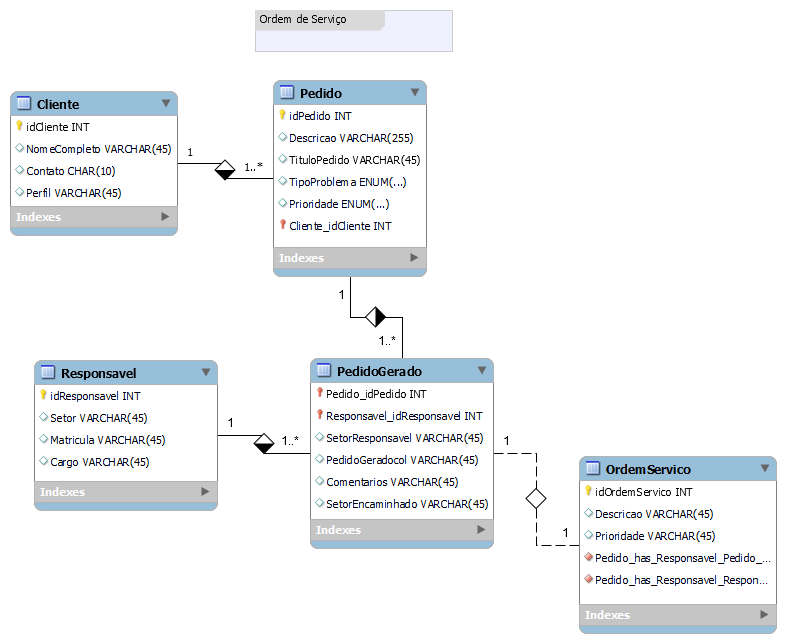 Ordem de Serviço
Cliente
idCliente INT
NomeCompleto VARCHAR(45)
Contato CHAR(10)
Perfil VARCHAR(45)
Indexes
1
1..*
Pedido
idPedido INT
Descricao VARCHAR(255)
TituloPedido VARCHAR(45)
TipoProblema ENUM(...)
Prioridade ENUM(...)
Cliente_idCliente INT
Indexes
1
1..*
Responsavel
idResponsavel INT
Setor VARCHAR(45)
Matricula VARCHAR(45)
Cargo VARCHAR(45)
Indexes
1
1..*
PedidoGerado
Pedido_idPedido INT
Responsavel_idResponsavel INT
SetorResponsavel VARCHAR(45)
PedidoGeradocol VARCHAR(45)
Comentarios VARCHAR(45)
SetorEncaminhado VARCHAR(45)
Indexes
1
1
OrdemServico
idOrdemServico INT
Descricao VARCHAR(45)
Prioridade VARCHAR(45)
Pedido_has_Responsavel_Pedido_...
Pedido_has_Responsavel_Respon...
Indexes